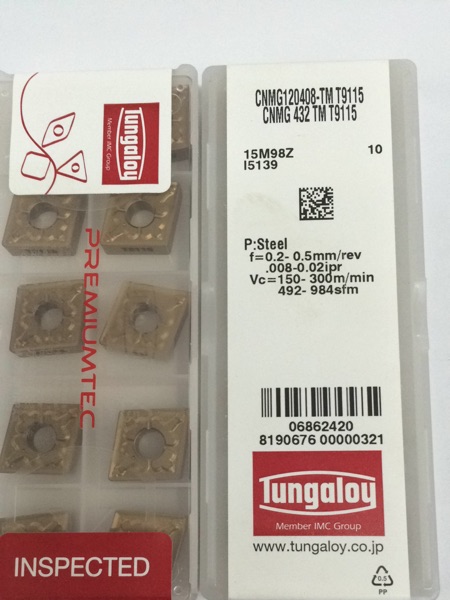 Tungaloy
Member IMC Group
PREMIUMTEC
INSPECTED
CNMG120408-TM T9115
CNMG 432 TM T9115
15M98Z 10
I5139
P:Steel
f=0.2- 0.5mm/rev
.008-0.02ipr
Vc=150- 300m/min
492- 984sfm
06862420
8190676 00000321
Tungaloy
Member IMC Group
www.tungaloy.co.jp
0.5
PP